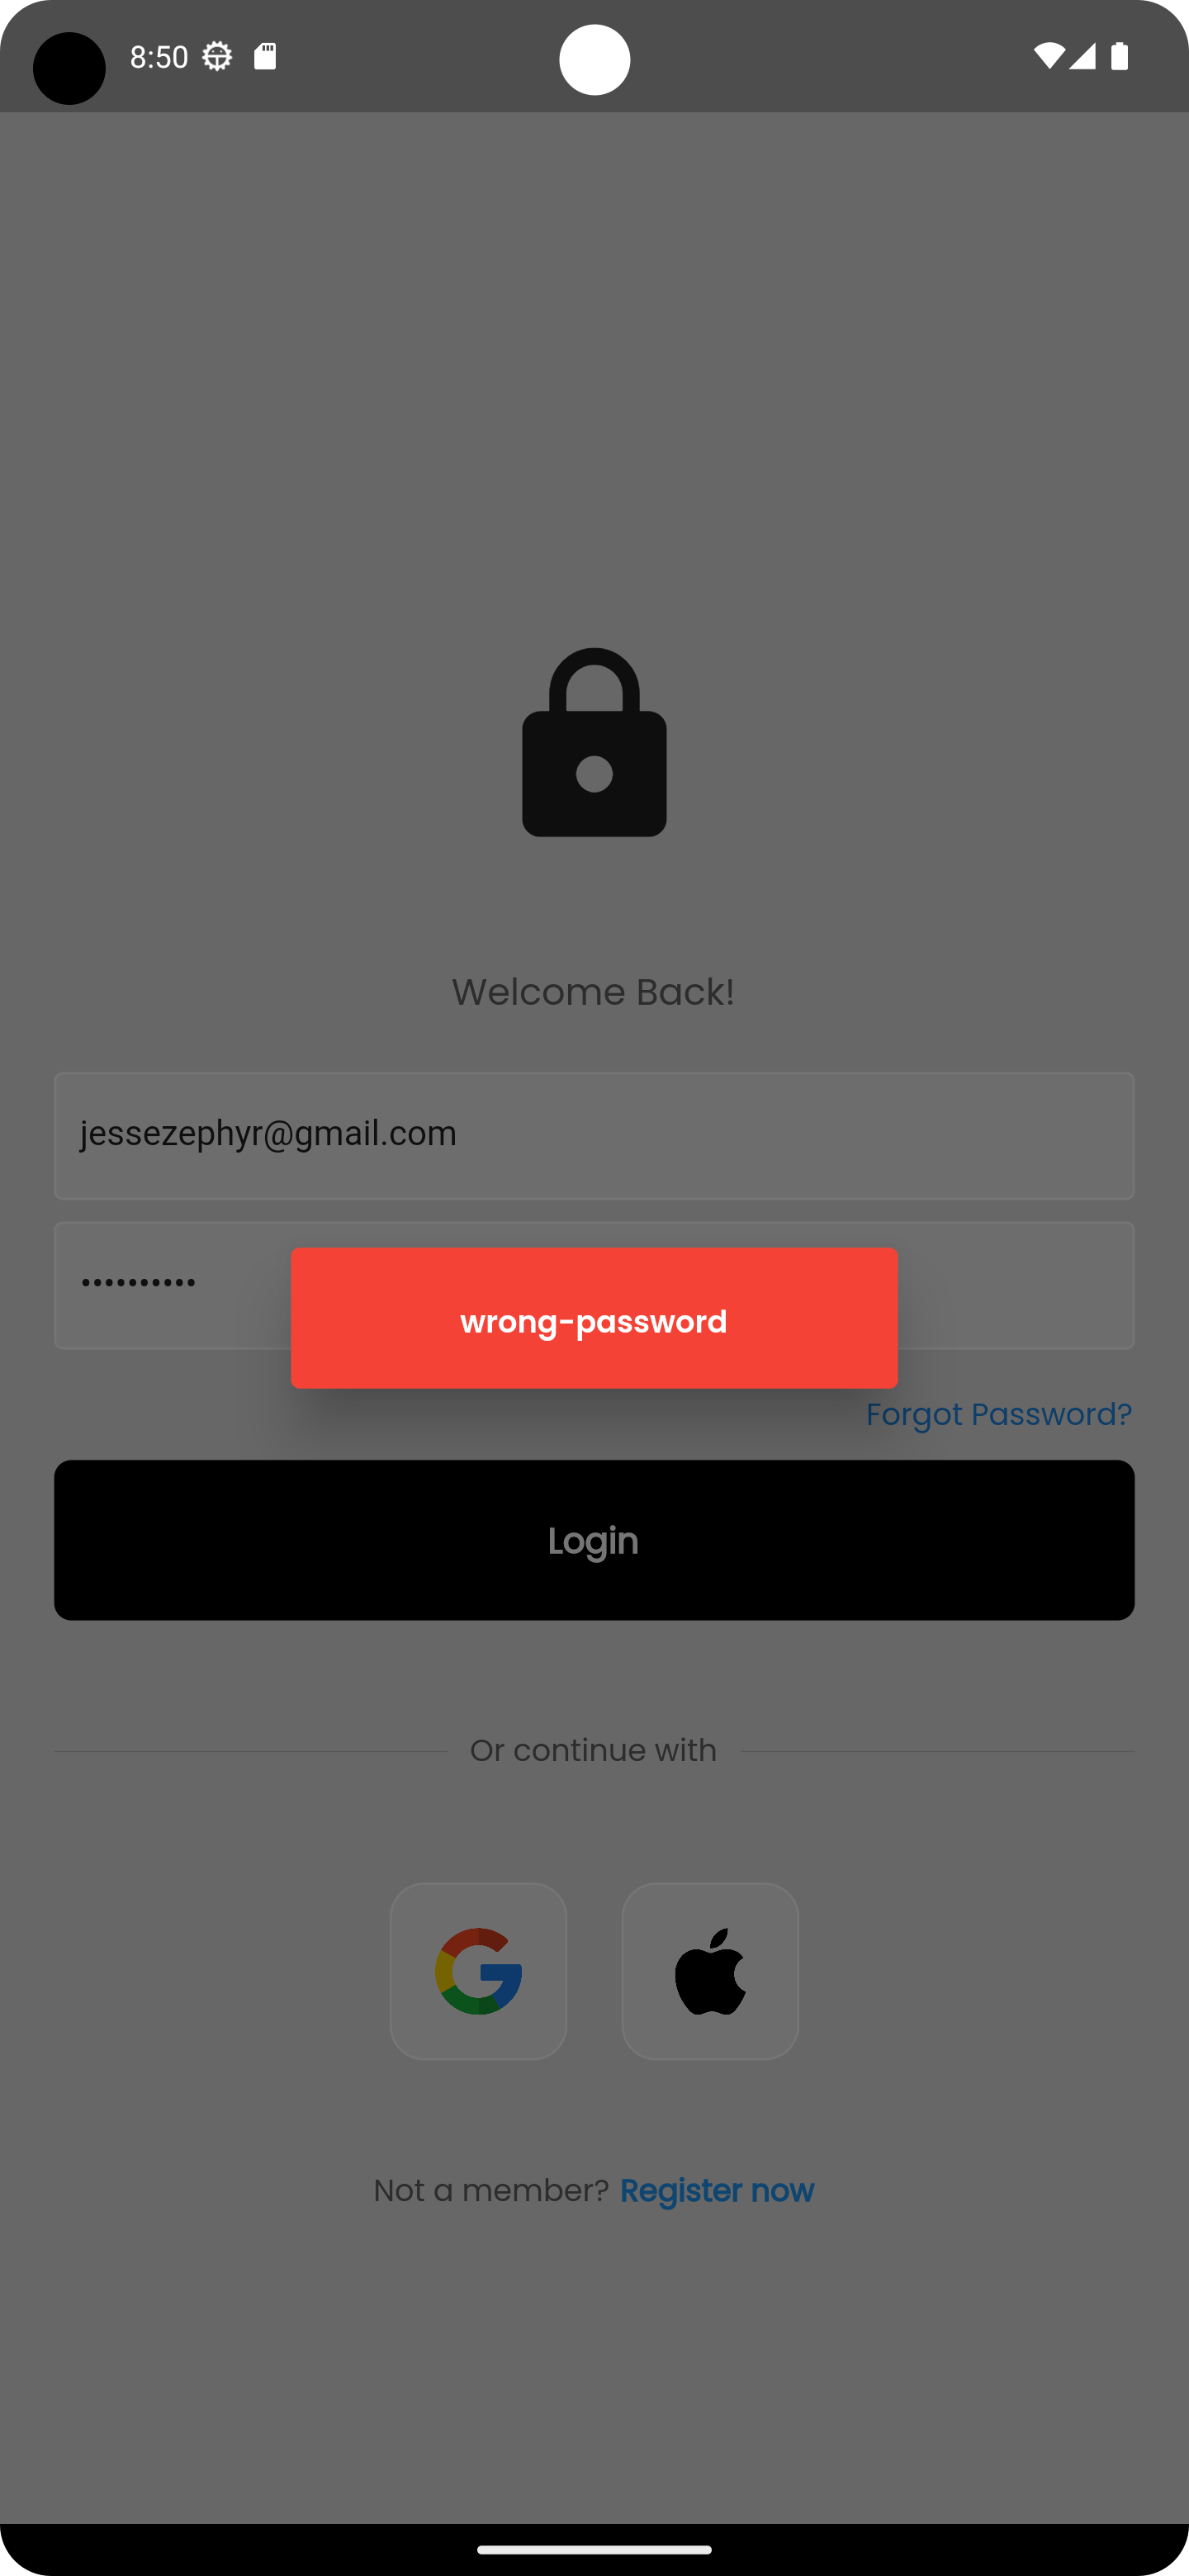 8:50
Welcome Back!
jessezephyr@gmail.com
••••••••••
wrong-password
Forgot Password?
Login
Or continue with
Not a member? Register now